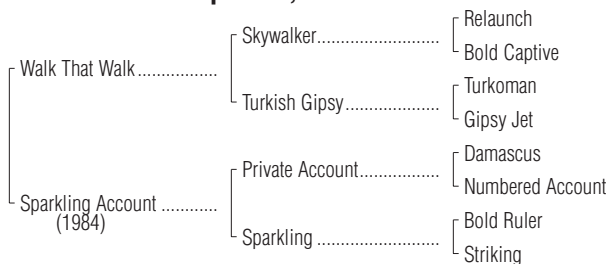 Relaunch
Skywalker
Bold Captive
Walk That Walk
Turkoman
Turkish Gipsy
Gipsy Jet
Damascus
Private Account
Numbered Account
Sparkling Account
(1984)
Bold Ruler
Sparkling
Striking